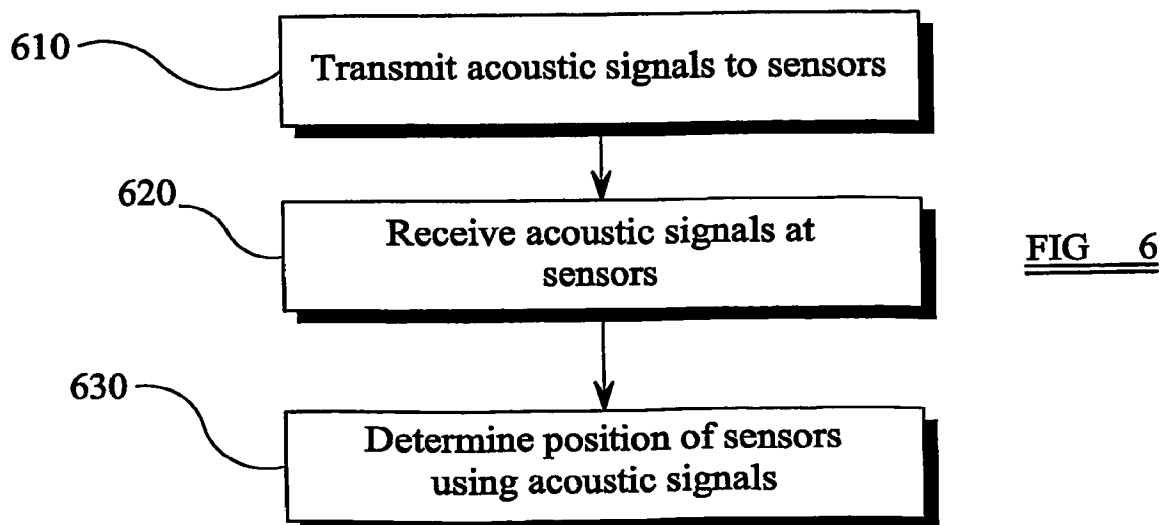 610
Transmit acoustic signals to sensors
620
Receive acoustic signals at
sensors
FIG 6
630
Determine position of sensors
using acoustic signals